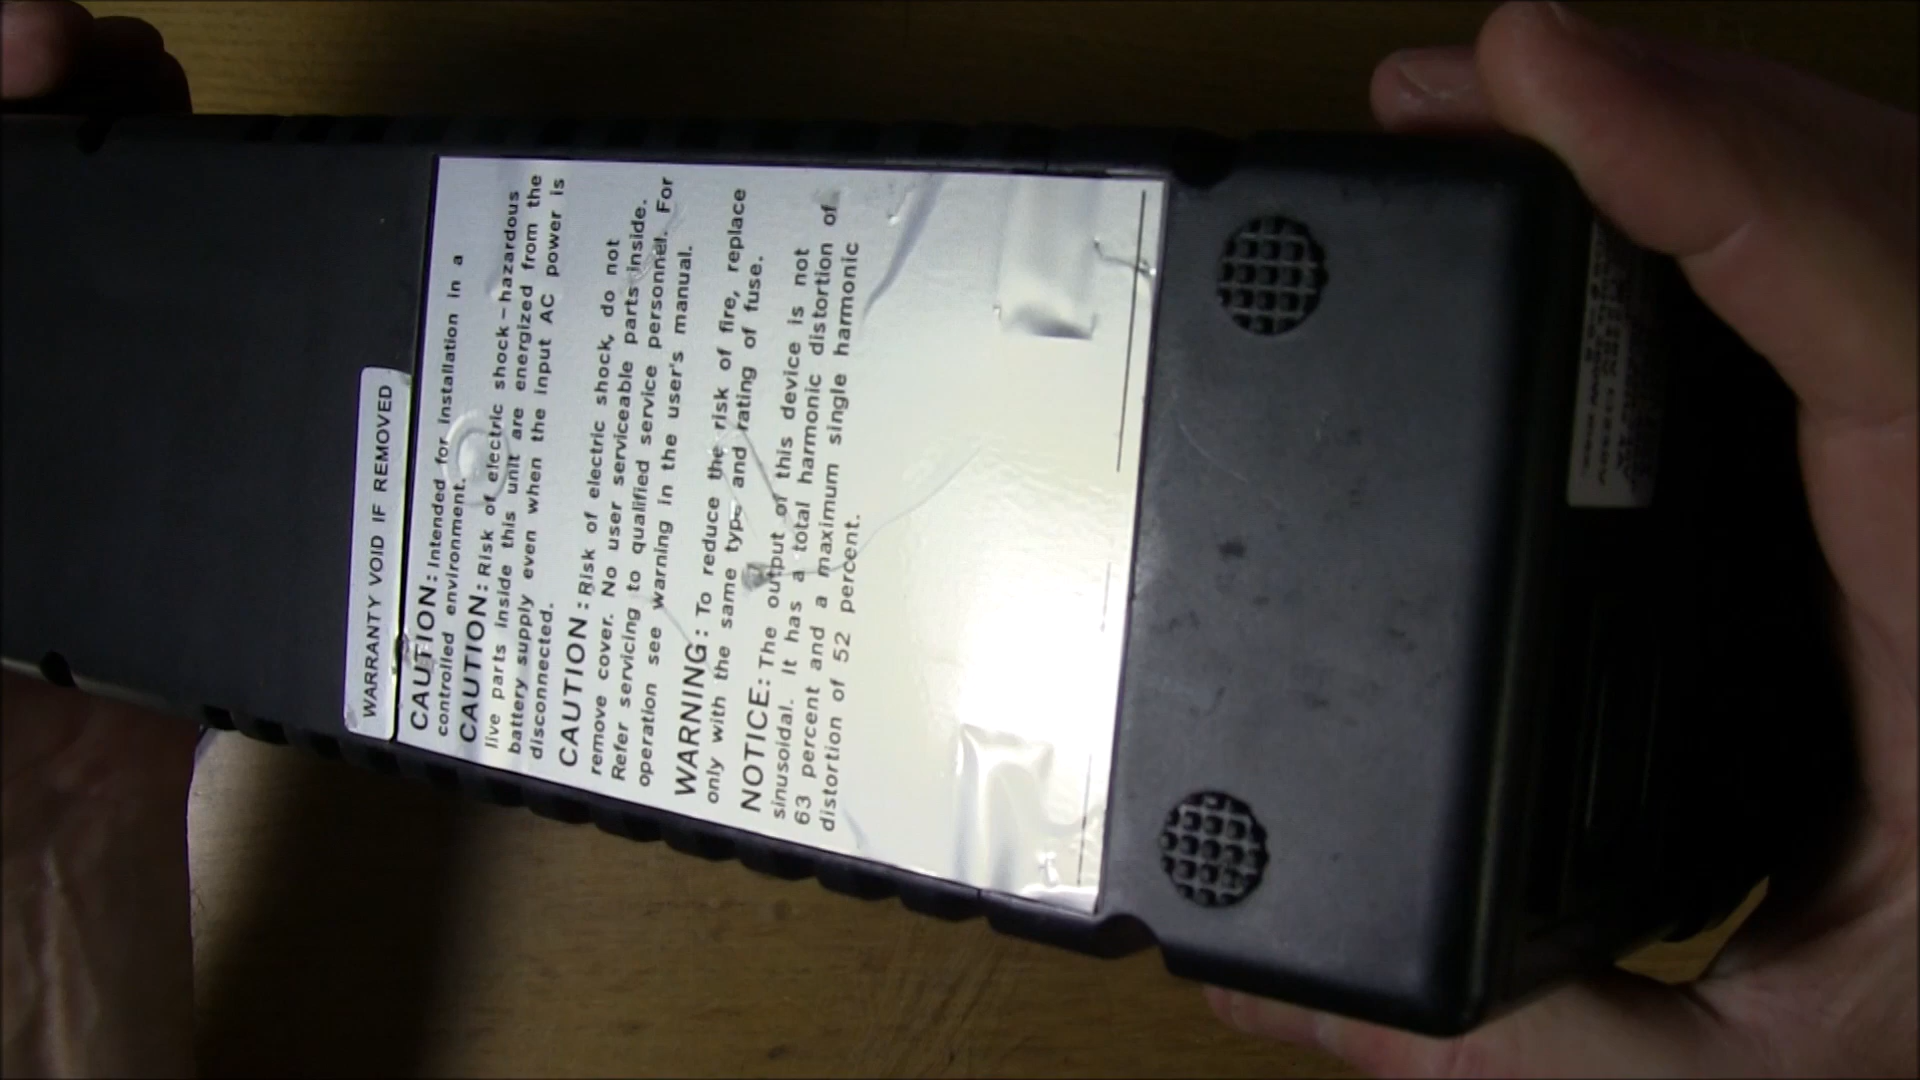 WARRANTY VOID IF REMOVED
CAUTION: Intended for installation in a
controlled environment.
CAUTION: Risk of electric shock-hazardous
live parts inside this unit are energized from the
battery supply even when the input AC power is
disconnected.
CAUTION: Risk of electric shock, do not
remove cover. No user serviceable parts inside.
Refer servicing to qualified service personnel. For
operation see warning in the user's manual.
WARNING: To reduce the risk of fire, replace
only with the same type and rating of fuse.
NOTICE: The output of this device is not
sinusoidal. It has a total harmonic distortion of
63 percent and a maximum single harmonic
distortion of 52 percent.